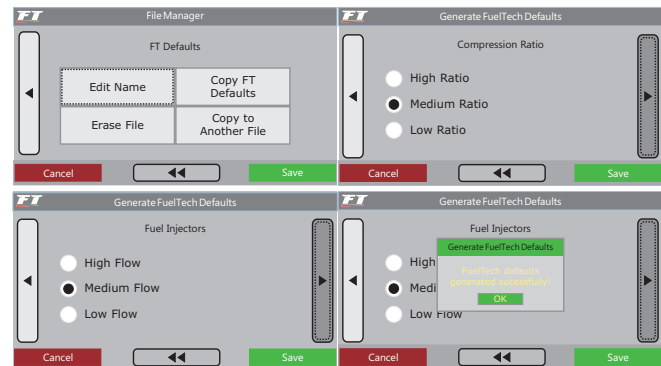 FT File Manager
FT Defaults
Edit Name
Copy FT
Defaults
Erase File
Copy to
Another File
Cancel
Save
FT Generate FuelTech Defaults
Compression Ratio
High Ratio
Medium Ratio
Low Ratio
Cancel
Save
FT Generate FuelTech Defaults
Fuel Injectors
High Flow
Medium Flow
Low Flow
Cancel
Save
FT Generate FuelTech Defaults
Fuel Injectors
High
Generate FuelTech Defaults
FuelTech defaults
generated sucessfully!
Medi
OK
Low Flow
Cancel
Save